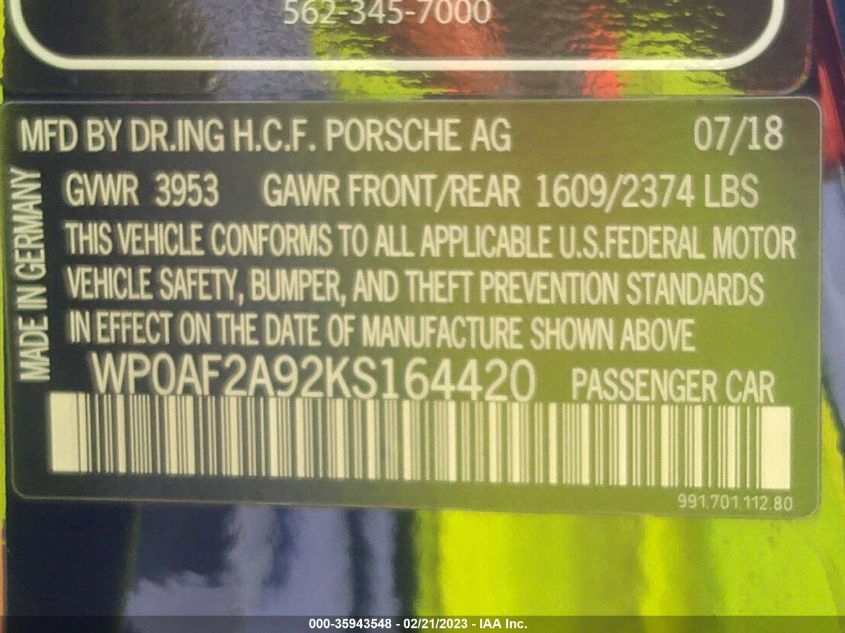 562-345-7000
MFD BY DR.ING H.C.F. PORSCHE AG 07/18
GVWR 3953 GAWR FRONT/REAR 1609/2374 LBS
THIS VEHICLE CONFORMS TO ALL APPLICABLE U.S.FEDERAL MOTOR
VEHICLE SAFETY, BUMPER, AND THEFT PREVENTION STANDARDS
IN EFFECT ON THE DATE OF MANUFACTURE SHOWN ABOVE
MADE IN GERMANY
WP0AF2A92KS164420 PASSENGER CAR
991.701.112.80
000-35943548 - 02/21/2023 - IAA Inc.